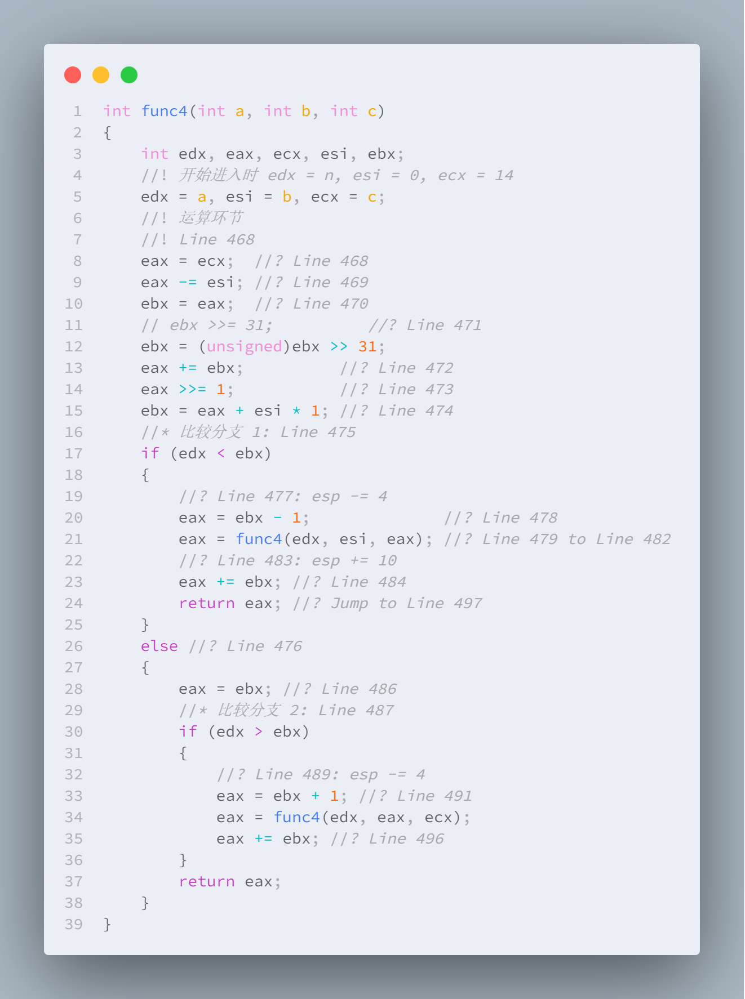 1 int func4(int a, int b, int c)
2 {
3     int edx, eax, ecx, esi, ebx;
4     //! 开始进入时 edx = n, esi = 0, ecx = 14
5     edx = a, esi = b, ecx = c;
6     //! 运算环节
7     //! Line 468
8     eax = ecx;  //? Line 468
9     eax -= esi; //? Line 469
10     ebx = eax;  //? Line 470
11     // ebx >>= 31;          //? Line 471
12     ebx = (unsigned)ebx >> 31;
13     eax += ebx;          //? Line 472
14     eax >>= 1;           //? Line 473
15     ebx = eax + esi * 1; //? Line 474
16     //* 比较分支 1: Line 475
17     if (edx < ebx)
18     {
19         //? Line 477: esp -= 4
20         eax = ebx - 1;              //? Line 478
21         eax = func4(edx, esi, eax); //? Line 479 to Line 482
22         //? Line 483: esp += 10
23         eax += ebx; //? Line 484
24         return eax; //? Jump to Line 497
25     }
26     else //? Line 476
27     {
28         eax = ebx; //? Line 486
29         //* 比较分支 2: Line 487
30         if (edx > ebx)
31         {
32             //? Line 489: esp -= 4
33             eax = ebx + 1; //? Line 491
34             eax = func4(edx, eax, ecx);
35             eax += ebx; //? Line 496
36         }
37         return eax;
38     }
39 }